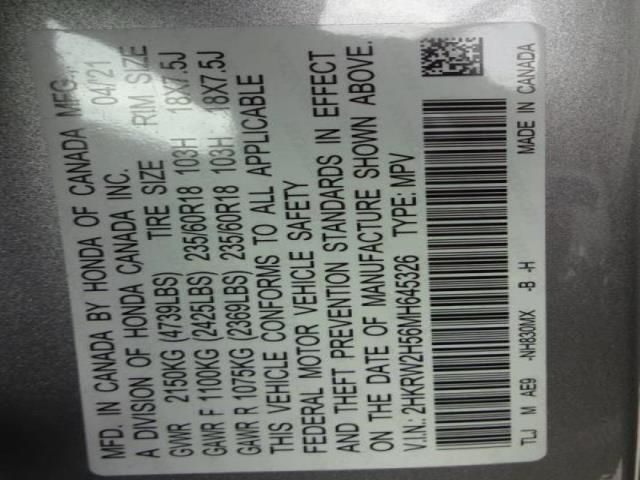 MFD. IN CANADA BY HONDA OF CANADA MFG.,
A DIVISION OF HONDA CANADA INC. 04/21
TIRE SIZE RIM SIZE
GVWR 2150KG (4739LBS)
GAWR F 1100KG (2425LBS) 235/60R18 103H 18X7.5J
GAWR R 1075KG (2369LBS) 235/60R18 103H 18X7.5J
THIS VEHICLE CONFORMS TO ALL APPLICABLE
FEDERAL MOTOR VEHICLE SAFETY
AND THEFT PREVENTION STANDARDS IN EFFECT
ON THE DATE OF MANUFACTURE SHOWN ABOVE.
V.I.N.: 2HKRW2H56MH645326 TYPE: MPV
TLJ M AE9 -NH830MX -B -H MADE IN CANADA